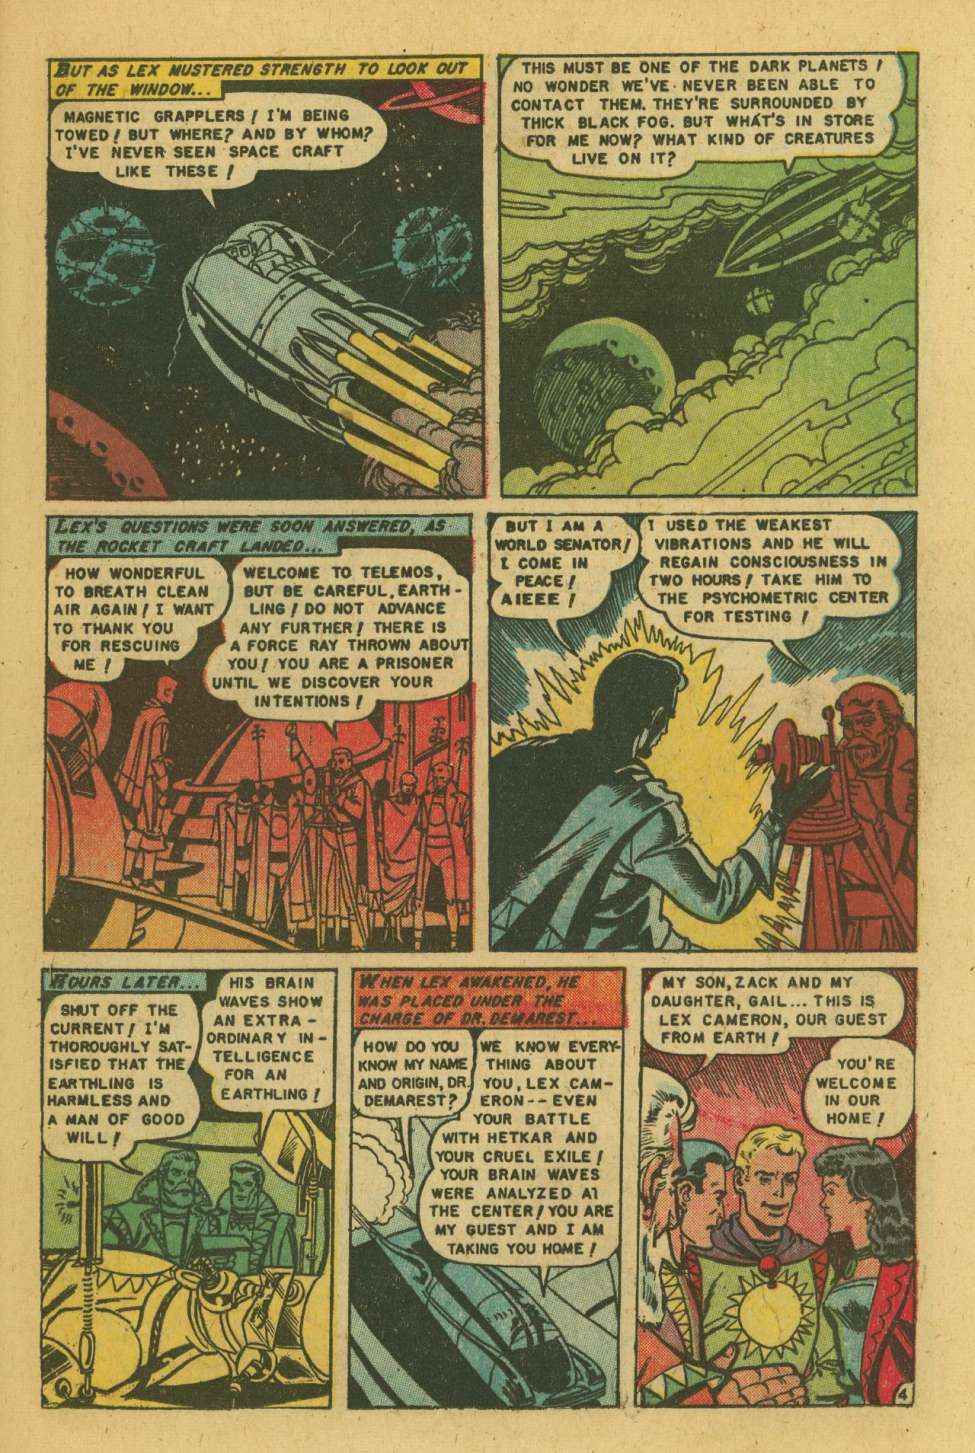 BUT AS LEX MUSTERED STRENGTH TO LOOK OUT
OF THE WINDOW...
MAGNETIC GRAPPLERS! I'M BEING
TOWED! BUT WHERE? AND BY WHOM?
I'VE NEVER SEEN SPACE CRAFT
LIKE THESE!
THIS MUST BE ONE OF THE DARK PLANETS!
NO WONDER WE'VE NEVER BEEN ABLE TO
CONTACT THEM. THEY'RE SURROUNDED BY
THICK BLACK FOG. BUT WHAT'S IN STORE
FOR ME NOW? WHAT KIND OF CREATURES
LIVE ON IT?
LEX'S QUESTIONS WERE SOON ANSWERED, AS
THE ROCKET CRAFT LANDED...
HOW WONDERFUL
TO BREATH CLEAN
AIR AGAIN! I WANT
TO THANK YOU
FOR RESCUING
ME!
WELCOME TO TELEMOS,
BUT BE CAREFUL, EARTH-
LING! DO NOT ADVANCE
ANY FURTHER! THERE IS
A FORCE RAY THROWN ABOUT
YOU! YOU ARE A PRISONER
UNTIL WE DISCOVER YOUR
INTENTIONS!
BUT I AM A
WORLD SENATOR!
I COME IN
PEACE!
AIEEE!
I USED THE WEAKEST
VIBRATIONS AND HE WILL
REGAIN CONSCIOUSNESS IN
TWO HOURS! TAKE HIM TO
THE PSYCHOMETRIC CENTER
FOR TESTING!
HOURS LATER...
SHUT OFF THE
CURRENT! I'M
THOROUGHLY SAT-
ISFIED THAT THE
EARTHLING IS
HARMLESS AND
A MAN OF GOOD
WILL!
HIS BRAIN
WAVES SHOW
AN EXTRA-
ORDINARY IN-
TELLIGENCE
FOR AN
EARTHLING!
WHEN LEX AWAKENED, HE
WAS PLACED UNDER THE
CHARGE OF DR. DEMAREST...
HOW DO YOU
KNOW MY NAME
AND ORIGIN, DR.
DEMAREST?
WE KNOW EVERY-
THING ABOUT
YOU, LEX CAM-
ERON-- EVEN
YOUR BATTLE
WITH HETKAR AND
YOUR CRUEL EXILE!
YOUR BRAIN WAVES
WERE ANALYZED AT
THE CENTER! YOU ARE
MY GUEST AND I AM
TAKING YOU HOME!
MY SON, ZACK AND MY
DAUGHTER, GAIL... THIS IS
LEX CAMERON, OUR GUEST
FROM EARTH!
YOU'RE
WELCOME
IN OUR
HOME!
4